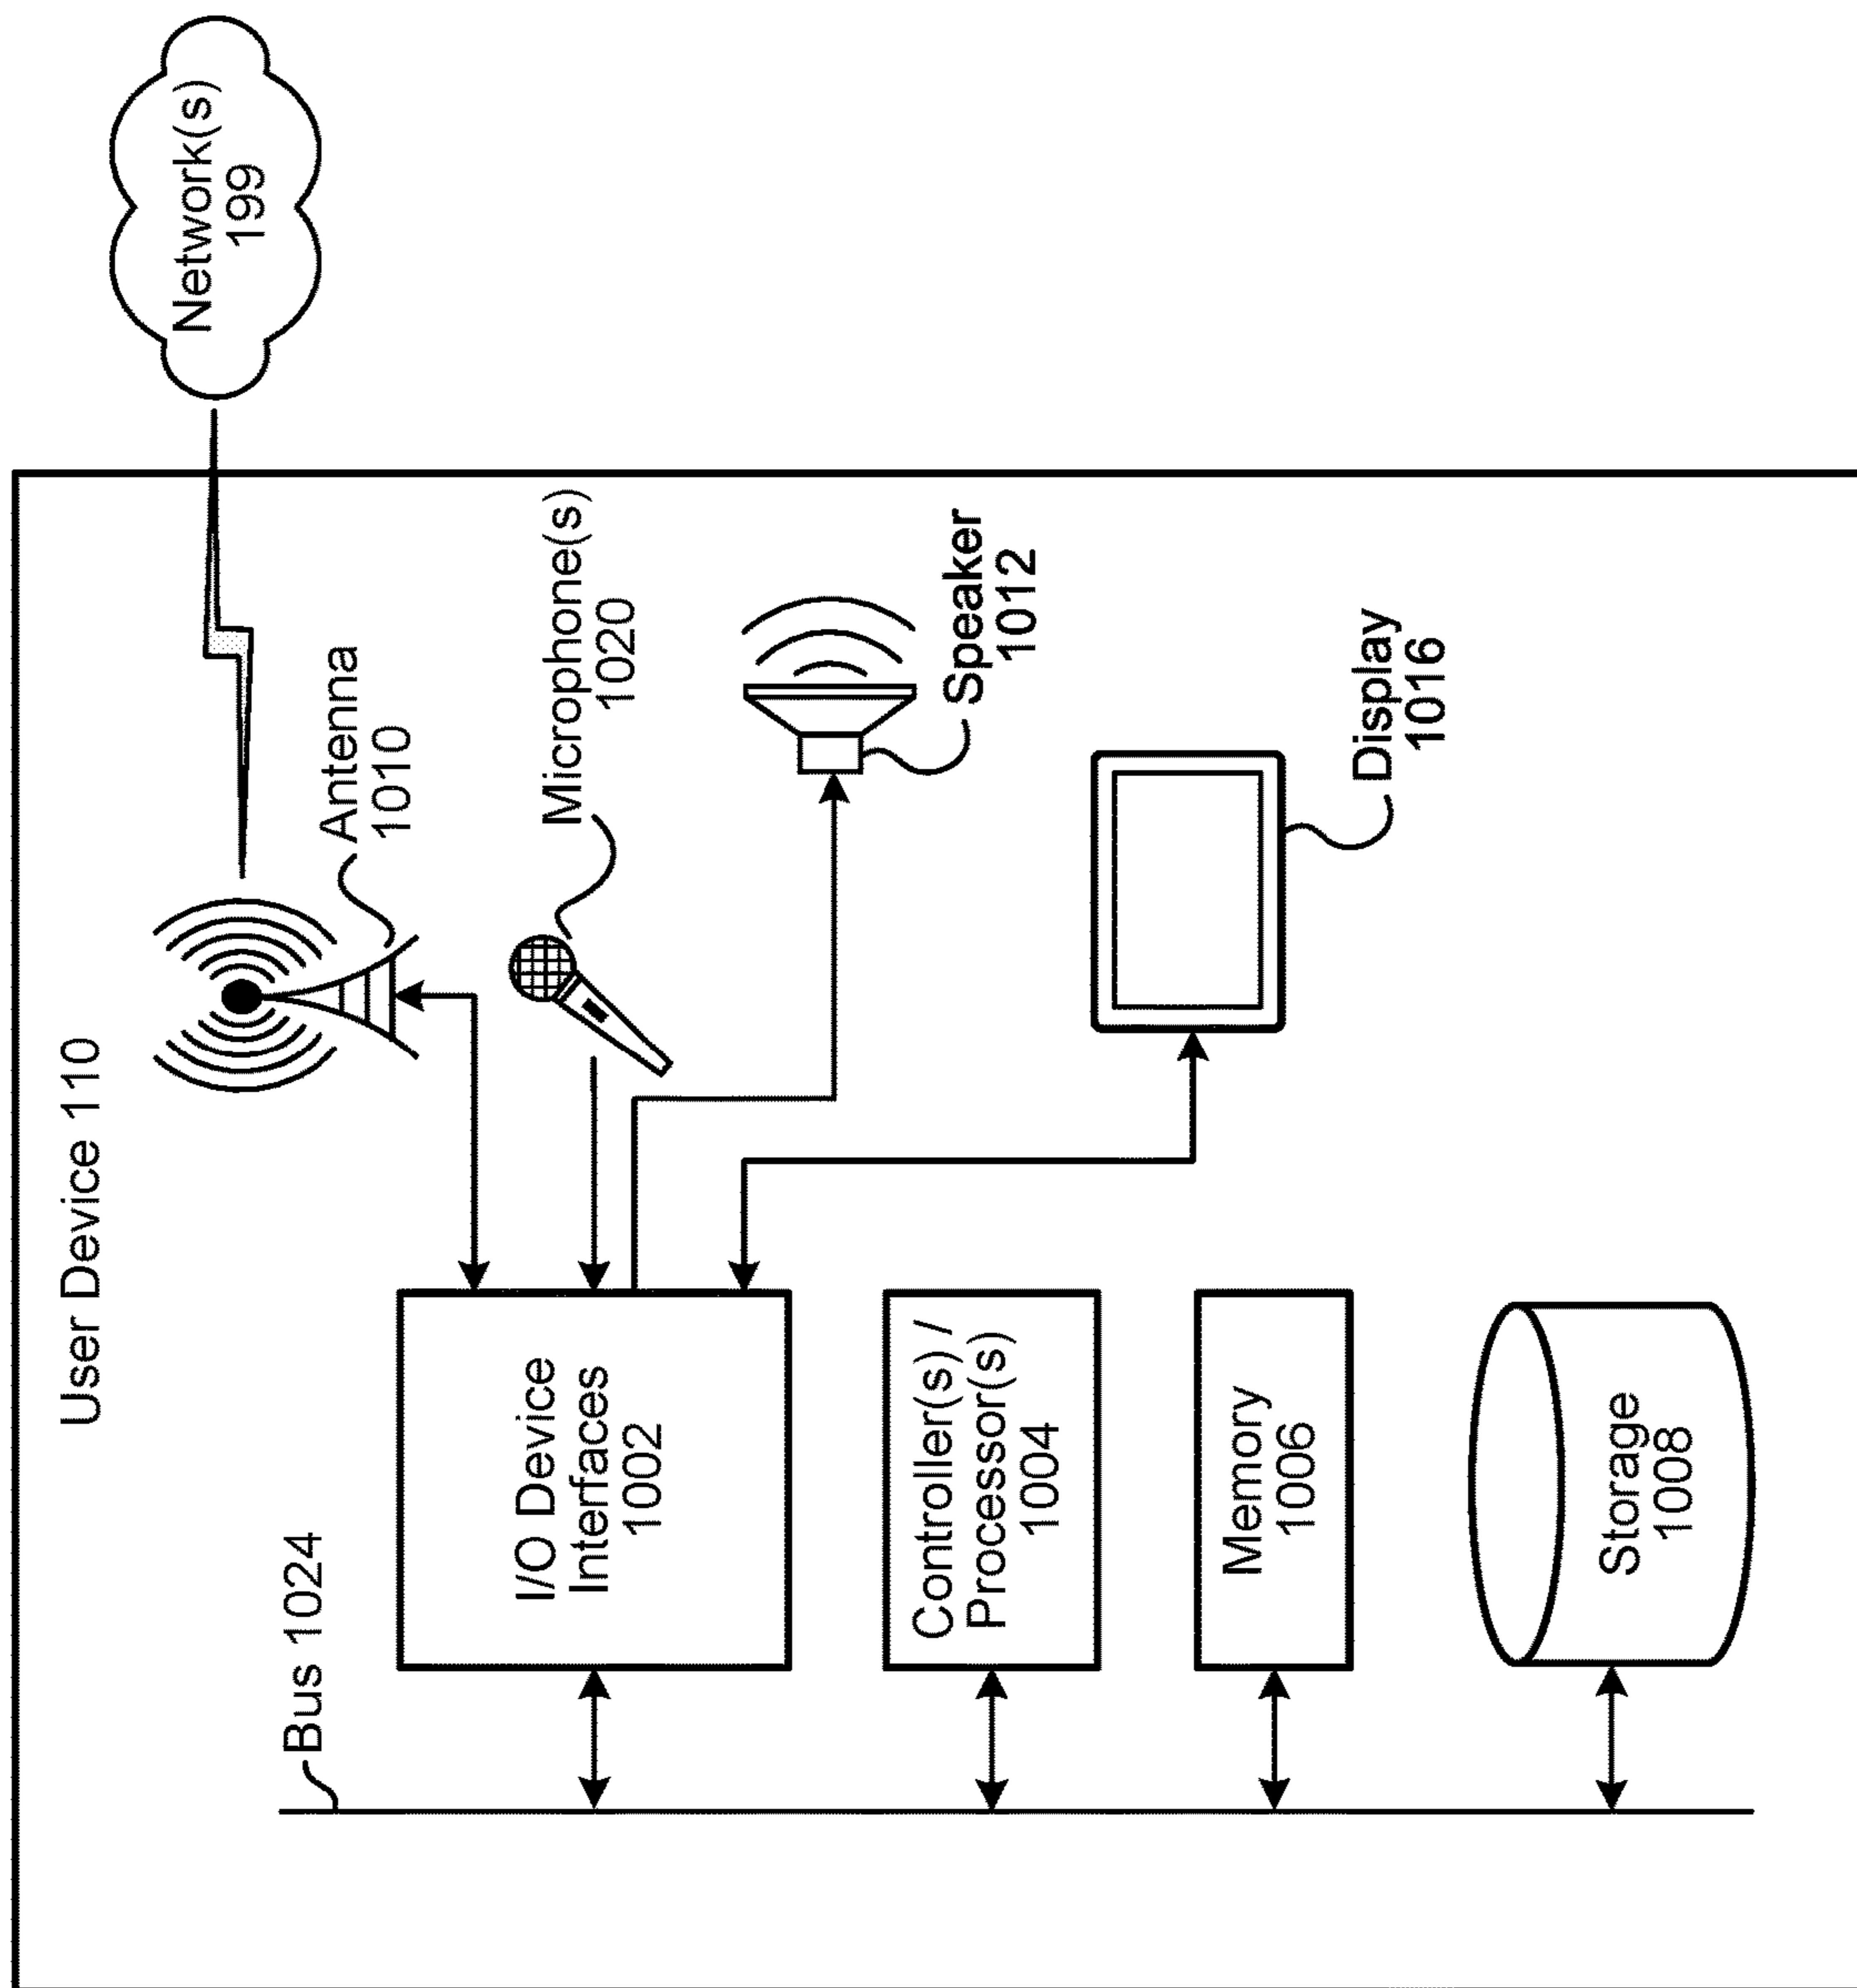 User Device 110
Bus 1024
Network(s)
199
Antenna
1010
I/O Device
Interfaces
1002
Microphone(s)
1020
Controller(s) /
Processor(s)
1004
Speaker
1012
Memory
1006
Display
1016
Storage
1008